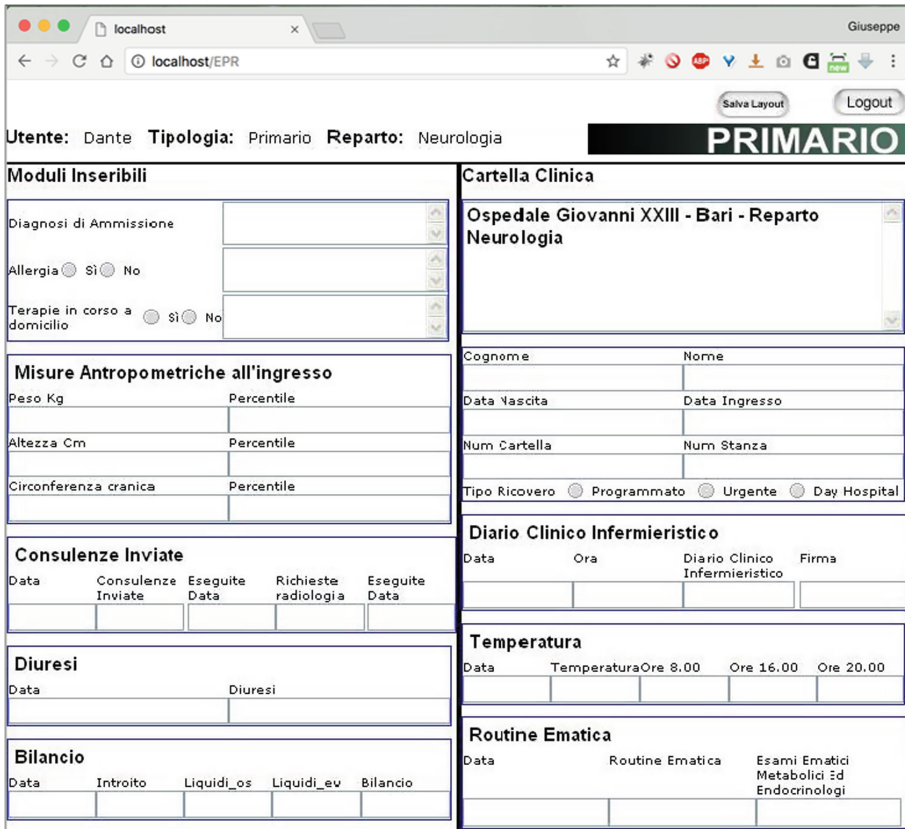 localhost
Giuseppe
localhost/EPR
ABP
new
Salva Layout
Logout
Utente: Dante Tipologia: Primario Reparto: Neurologia
PRIMARIO
Moduli Inseribili
Diagnosi di Ammissione
Allergia Sì No
Terapie in corso a
domicilio
Sì No
Misure Antropometriche all'ingresso
Peso Kg Percentile
Altezza Cm Percentile
Circonferenza cranica Percentile
Consulenze Inviate
Data Consulenze Eseguite Richieste Eseguite
Inviate Data radiologia Data
Diuresi
Data Diuresi
Bilancio
Data Introito Liquidi_os Liquidi_ev Bilancio
Cartella Clinica
Ospedale Giovanni XXIII - Bari - Reparto
Neurologia
Cognome Nome
Data Nascita Data Ingresso
Num Cartella Num Stanza
Tipo Ricovero Programmato Urgente Day Hospital
Diario Clinico Infermieristico
Data Ora Diario Clinico Firma
Infermieristico
Temperatura
Data TemperaturaOre 8.00 Ore 16.00 Ore 20.00
Routine Ematica
Data Routine Ematica Esami Ematici
Metabolici Ed
Endocrinologi